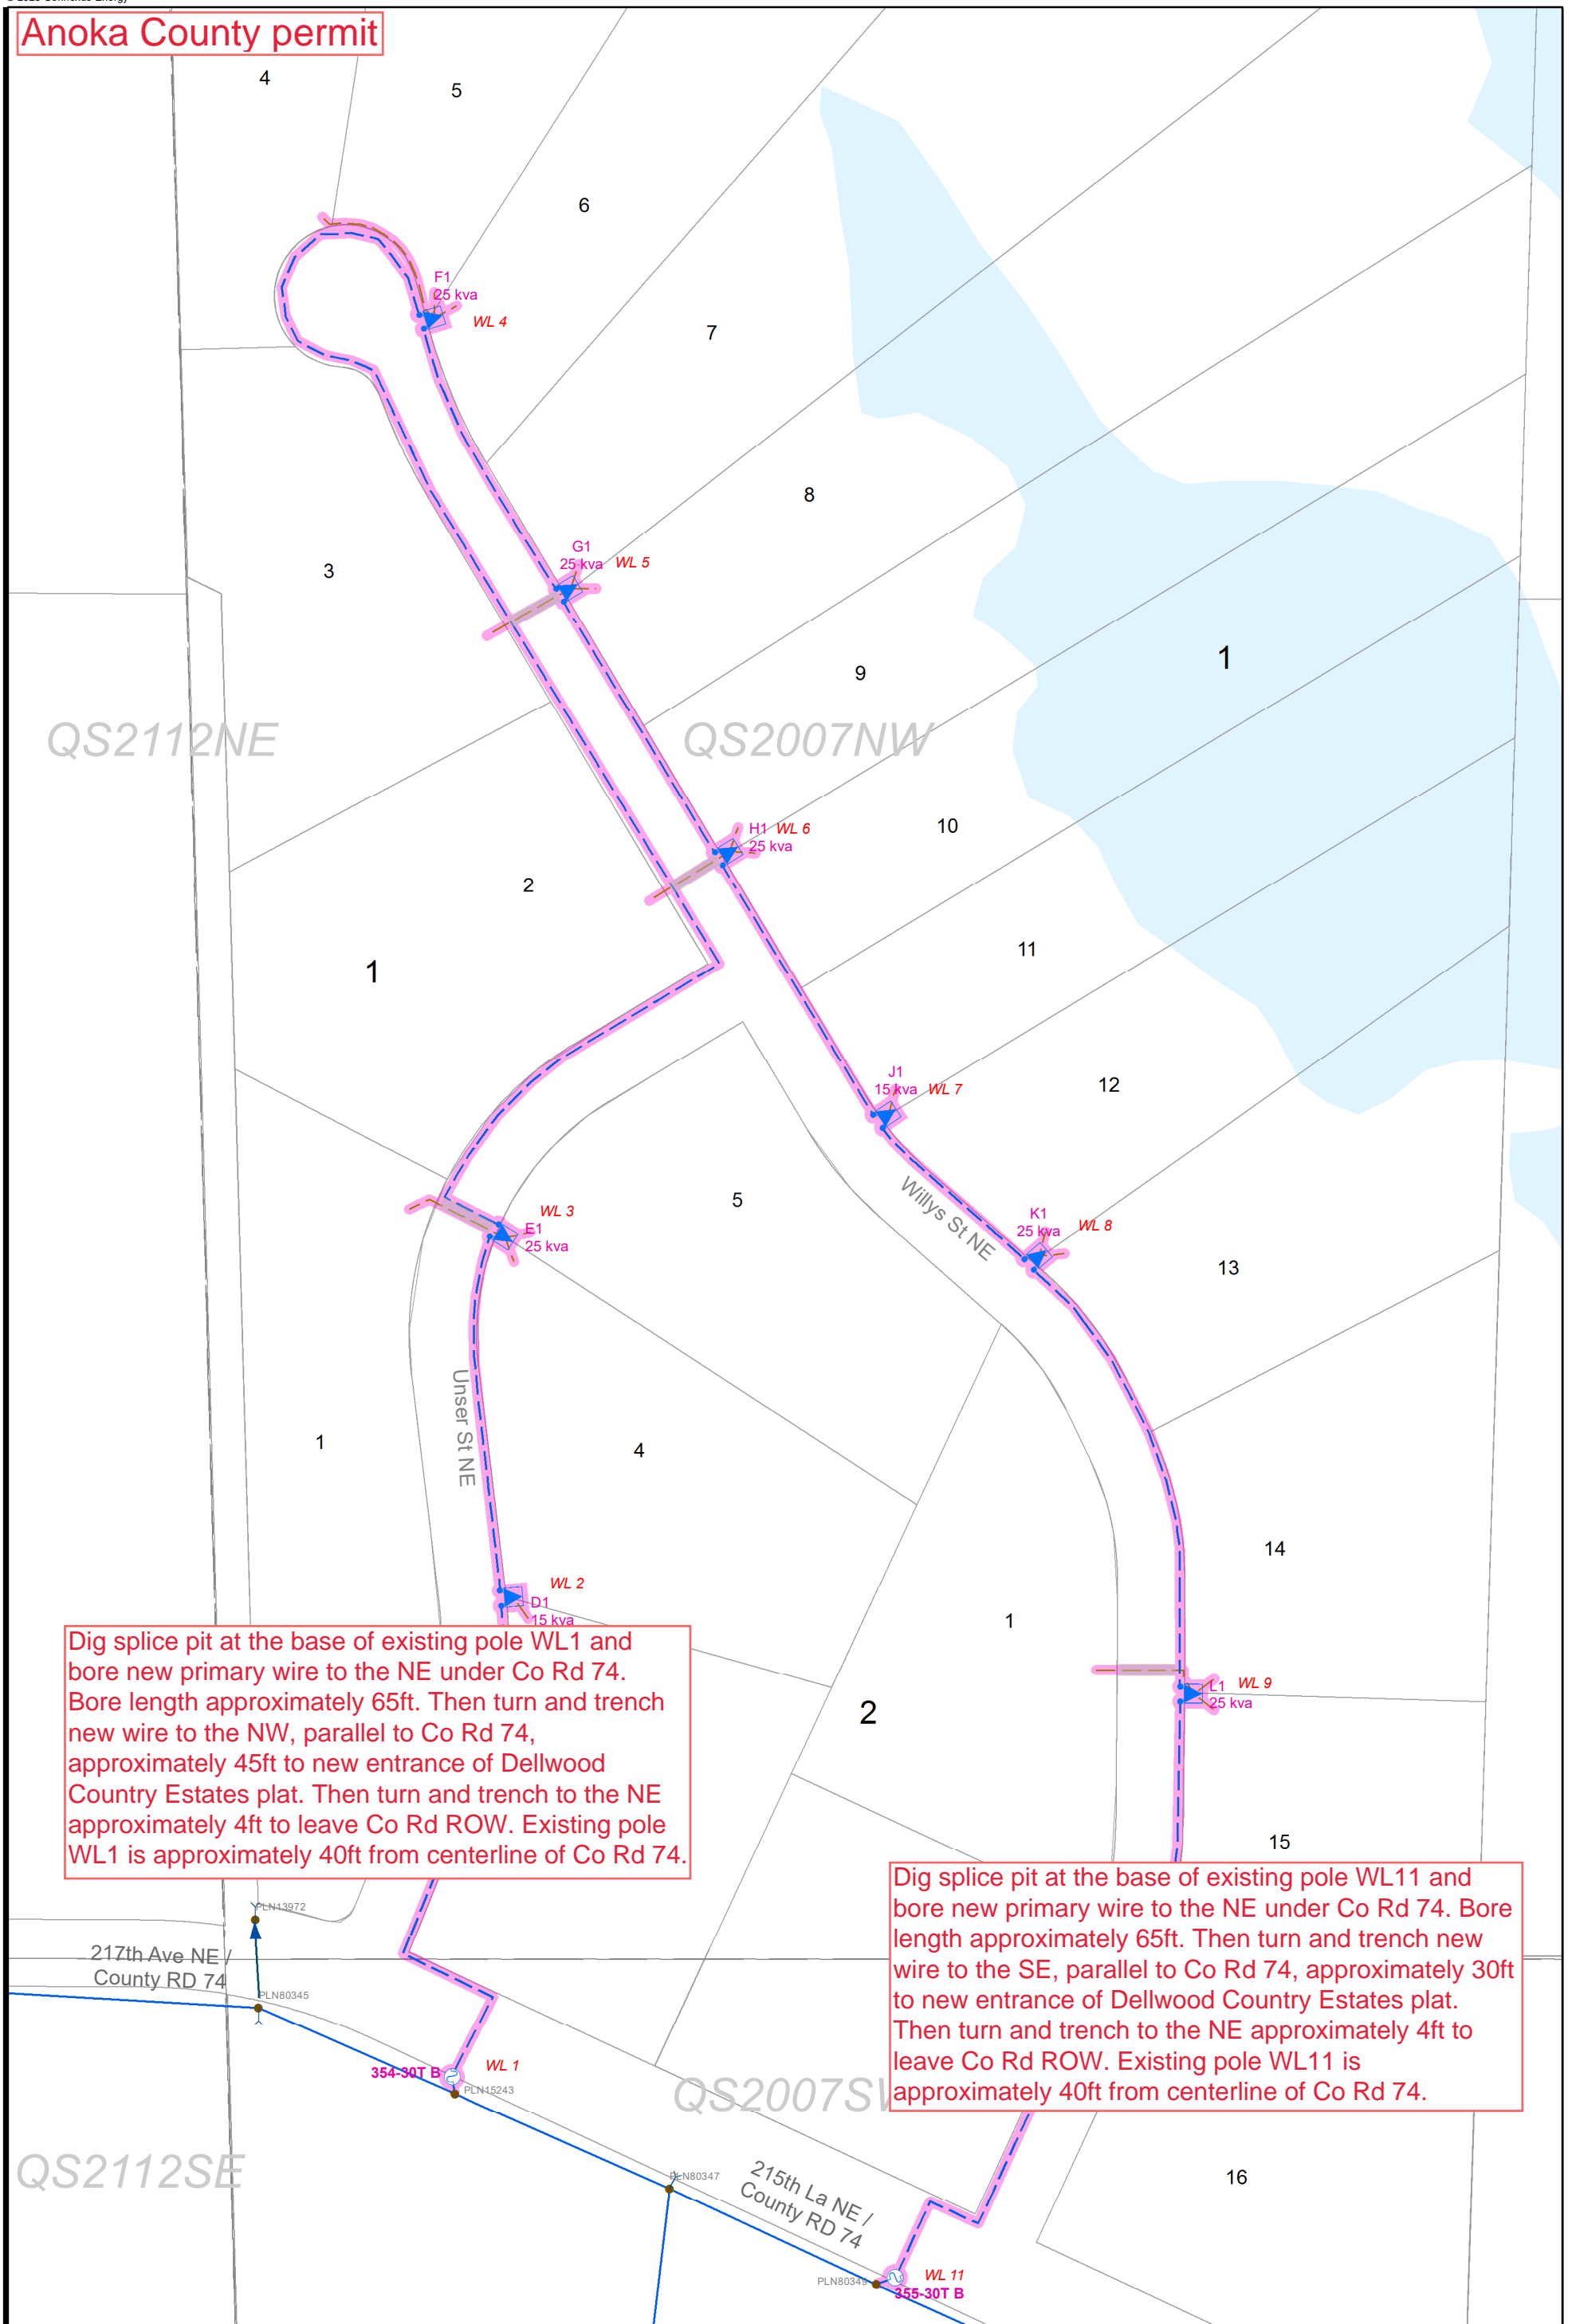 Anoka County permit
4
5
6
F1
25 kva
WL 4
7
8
G1
25 kva
WL 5
3
9
1
QS2112NE
QS2007NW
H1
WL 6
25 kva
10
2
11
1
J1
15 kva
WL 7
12
5
Willys St NE
K1
25 kva
WL 8
WL 3
E1
25 kva
13
Unser St NE
1
4
14
WL 2
D1
15 kva
1
Dig splice pit at the base of existing pole WL1 and
bore new primary wire to the NE under Co Rd 74.
Bore length approximately 65ft. Then turn and trench
new wire to the NW, parallel to Co Rd 74,
approximately 45ft to new entrance of Dellwood
Country Estates plat. Then turn and trench to the NE
approximately 4ft to leave Co Rd ROW. Existing pole
WL1 is approximately 40ft from centerline of Co Rd 74.
WL 9
L1
25 kva
2
15
Dig splice pit at the base of existing pole WL11 and
bore new primary wire to the NE under Co Rd 74. Bore
length approximately 65ft. Then turn and trench new
wire to the SE, parallel to Co Rd 74, approximately 30ft
to new entrance of Dellwood Country Estates plat.
Then turn and trench to the NE approximately 4ft to
leave Co Rd ROW. Existing pole WL11 is
approximately 40ft from centerline of Co Rd 74.
PLN13972
217th Ave NE /
County RD 74
PLN80345
354-30T B
WL 1
PLN15243
QS2007SW
QS2112SE
PLN80347
215th La NE /
County RD 74
16
PLN80349
WL 11
355-30T B